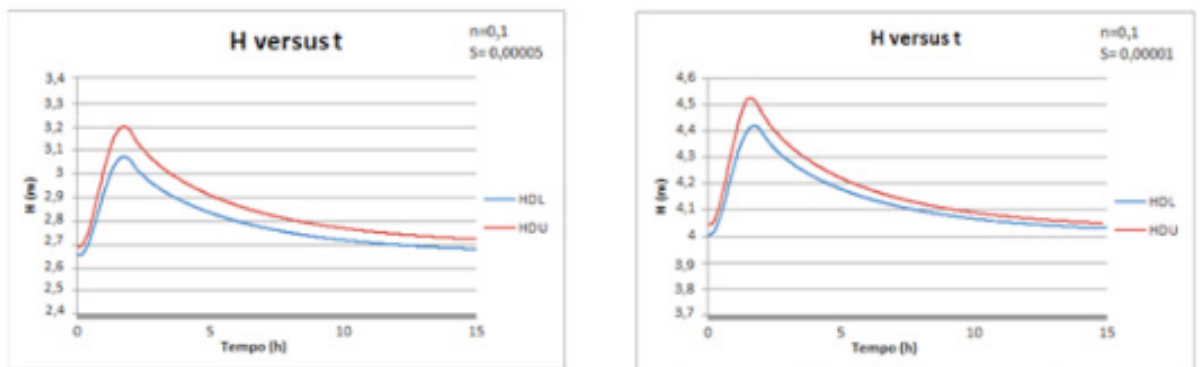 H versus t
n=0,1
S= 0,00005
3,4
3,3
3,2
3,1
3
2,9
2,8
2,7
2,6
2,5
2,4
H (m)
0
5
10
15
Tempo (h)
HDL
HDU
H versus t
n=0,1
S= 0,00001
4,6
4,5
4,4
4,3
4,2
4,1
4
3,9
3,8
3,7
H (m)
0
5
10
15
Tempo (h)
HDL
HDU